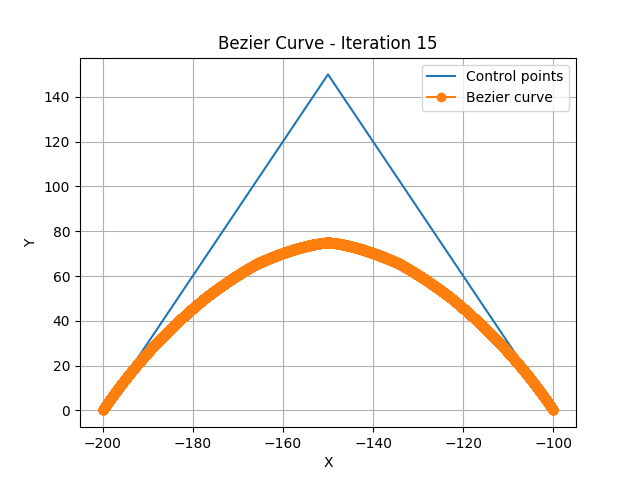 Bezier Curve - Iteration 15
Control points
Bezier curve
Y
140
120
100
80
60
40
20
0
−200 −180 −160 −140 −120 −100
X